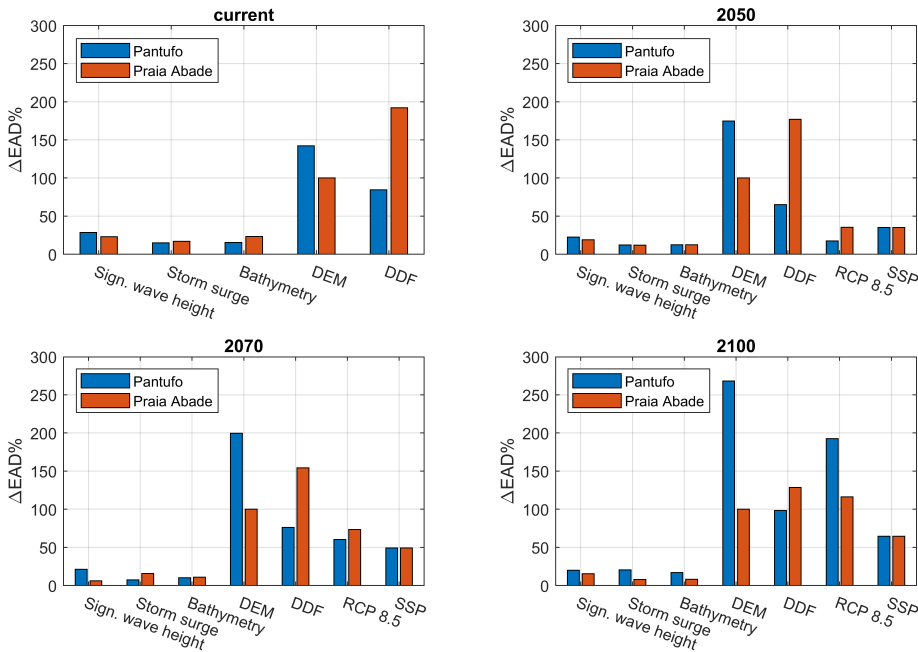 current
300
250
200
150
100
50
0
ΔEAD%
Pantufo
Praia Abade
Sign. wave height
Storm surge
Bathymetry
DEM
DDF
2050
300
250
200
150
100
50
0
ΔEAD%
Pantufo
Praia Abade
Sign. wave height
Storm surge
Bathymetry
DEM
DDF
RCP 8.5
SSP
2070
300
250
200
150
100
50
0
ΔEAD%
Pantufo
Praia Abade
Sign. wave height
Storm surge
Bathymetry
DEM
DDF
RCP 8.5
SSP
2100
300
250
200
150
100
50
0
ΔEAD%
Pantufo
Praia Abade
Sign. wave height
Storm surge
Bathymetry
DEM
DDF
RCP 8.5
SSP